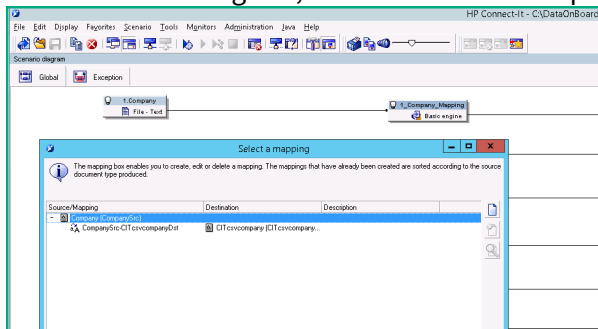 HP Connect-It - C:\DataOnBoard
File Edit Display Favorites Scenario Tools Monitors Administration Java Help
Scenario diagram
Global Exception
1.Company
File - Text
1_Company_Mapping
Basic engine
Select a mapping
The mapping box enables you to create, edit or delete a mapping. The mappings that have already been created are sorted according to the source
document type produced.
Source/Mapping Destination Description
Company (CompanySrc)
CompanySrc-CITcsvcompanyDst CITcsvcompany (CITcsvcompany...